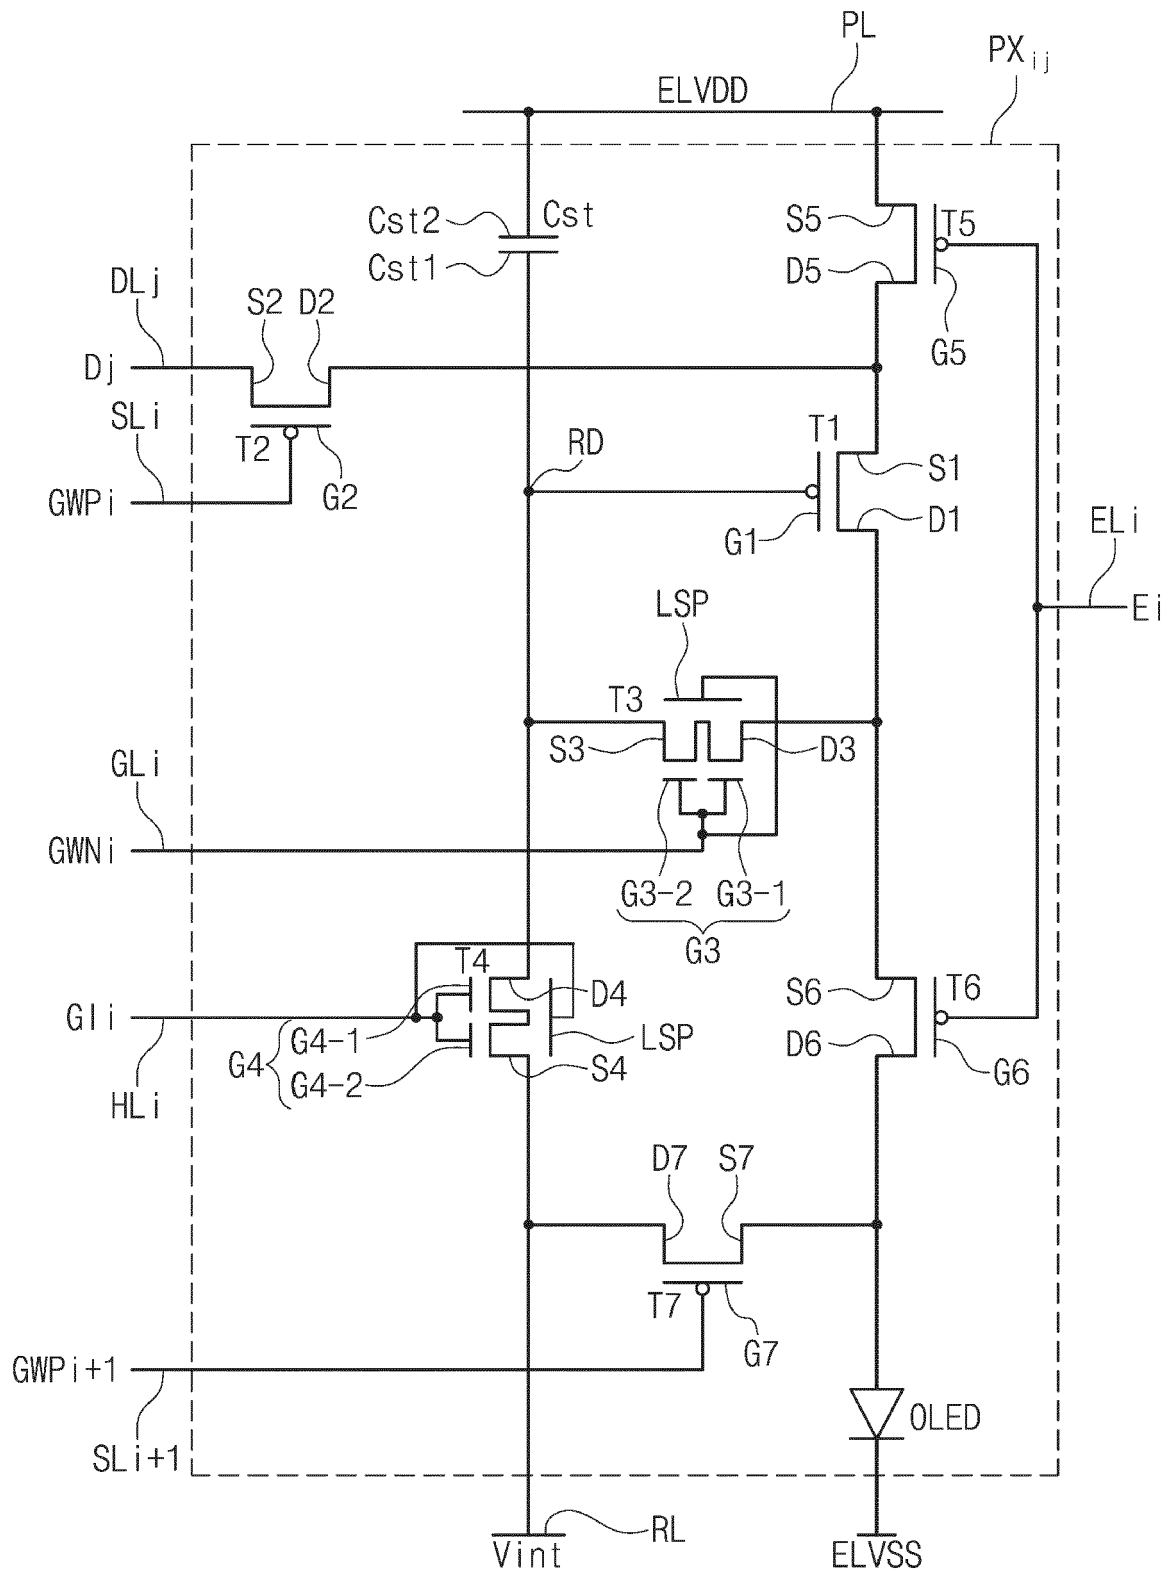 PL
PXij
ELVDD
Cst2
Cst
Cst1
S5
T5
D5
G5
DLj
S2
D2
Dj
SLi
T2
G2
GWPi
RD
T1
S1
D1
G1
ELi
Ei
LSP
T3
S3
D3
GLi
GWNi
G3-2
G3-1
G3
T4
D4
GIi
G4-1
G4
G4-2
LSP
S4
HLi
S6
T6
D6
G6
D7
S7
T7
G7
GWPi+1
SLi+1
OLED
RL
Vint
ELVSS